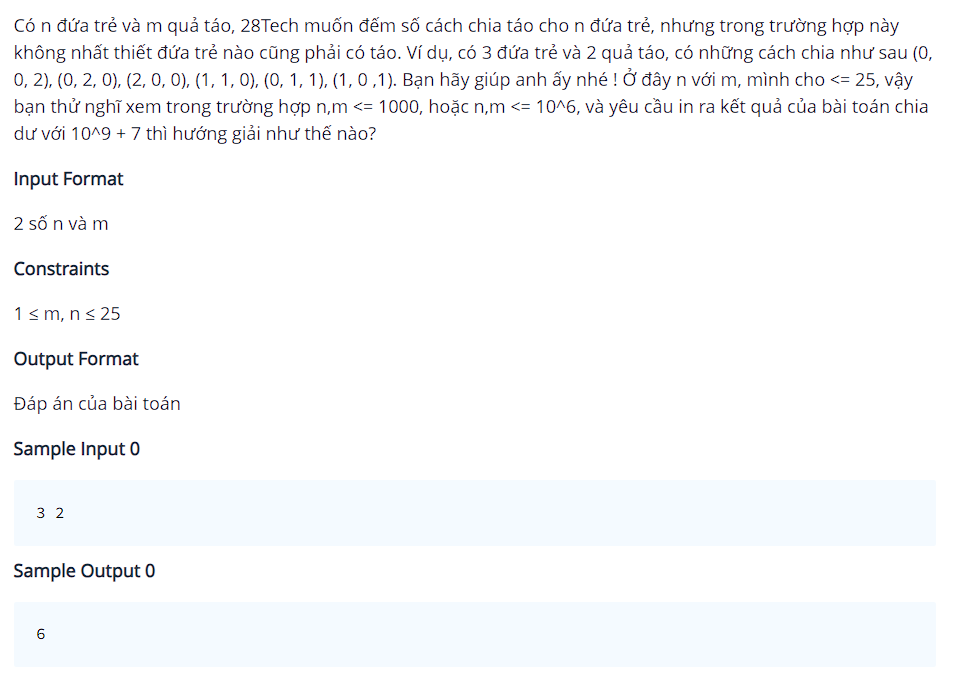 Có n đứa trẻ và m quả táo, 28Tech muốn đếm số cách chia táo cho n đứa trẻ, nhưng trong trường hợp này
không nhất thiết đứa trẻ nào cũng phải có táo. Ví dụ, có 3 đứa trẻ và 2 quả táo, có những cách chia như sau (0,
0, 2), (0, 2, 0), (2, 0, 0), (1, 1, 0), (0, 1, 1), (1, 0 ,1). Bạn hãy giúp anh ấy nhé ! Ở đây n với m, mình cho <= 25, vậy
bạn thử nghĩ xem trong trường hợp n,m <= 1000, hoặc n,m <= 10^6, và yêu cầu in ra kết quả của bài toán chia
dư với 10^9 + 7 thì hướng giải như thế nào?
Input Format
2 số n và m
Constraints
1 ≤ m, n ≤ 25
Output Format
Đáp án của bài toán
Sample Input 0
3 2
Sample Output 0
6